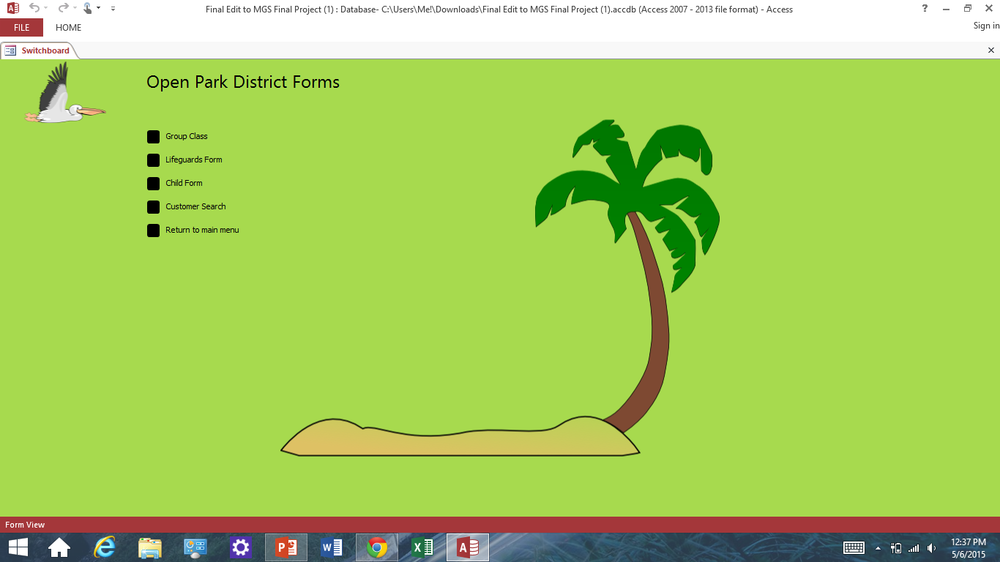 Final Edit to MGS Final Project (1) : Database- C:\Users\Me!\Downloads\Final Edit to MGS Final Project (1).accdb (Access 2007 - 2013 file format) - Access
?
FILE HOME
Sign in
Switchboard
Open Park District Forms
Group Class
Lifeguards Form
Child Form
Customer Search
Return to main menu
Form View
12:37 PM
5/6/2015